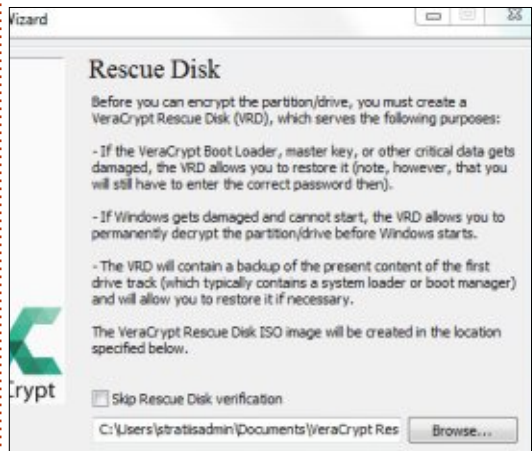 Wizard
Rescue Disk
Before you can encrypt the partition/drive, you must create a
VeraCrypt Rescue Disk (VRD), which serves the following purposes:
- If the VeraCrypt Boot Loader, master key, or other critical data gets
damaged, the VRD allows you to restore it (note, however, that you
will still have to enter the correct password then).
- If Windows gets damaged and cannot start, the VRD allows you to
permanently decrypt the partition/drive before Windows starts.
- The VRD will contain a backup of the present content of the first
drive track (which typically contains a system loader or boot manager)
and will allow you to restore it if necessary.
The VeraCrypt Rescue Disk ISO image will be created in the location
specified below.
Crypt
Skip Rescue Disk verification
C:\Users\stratisadmin\Documents\VeraCrypt Res
Browse...